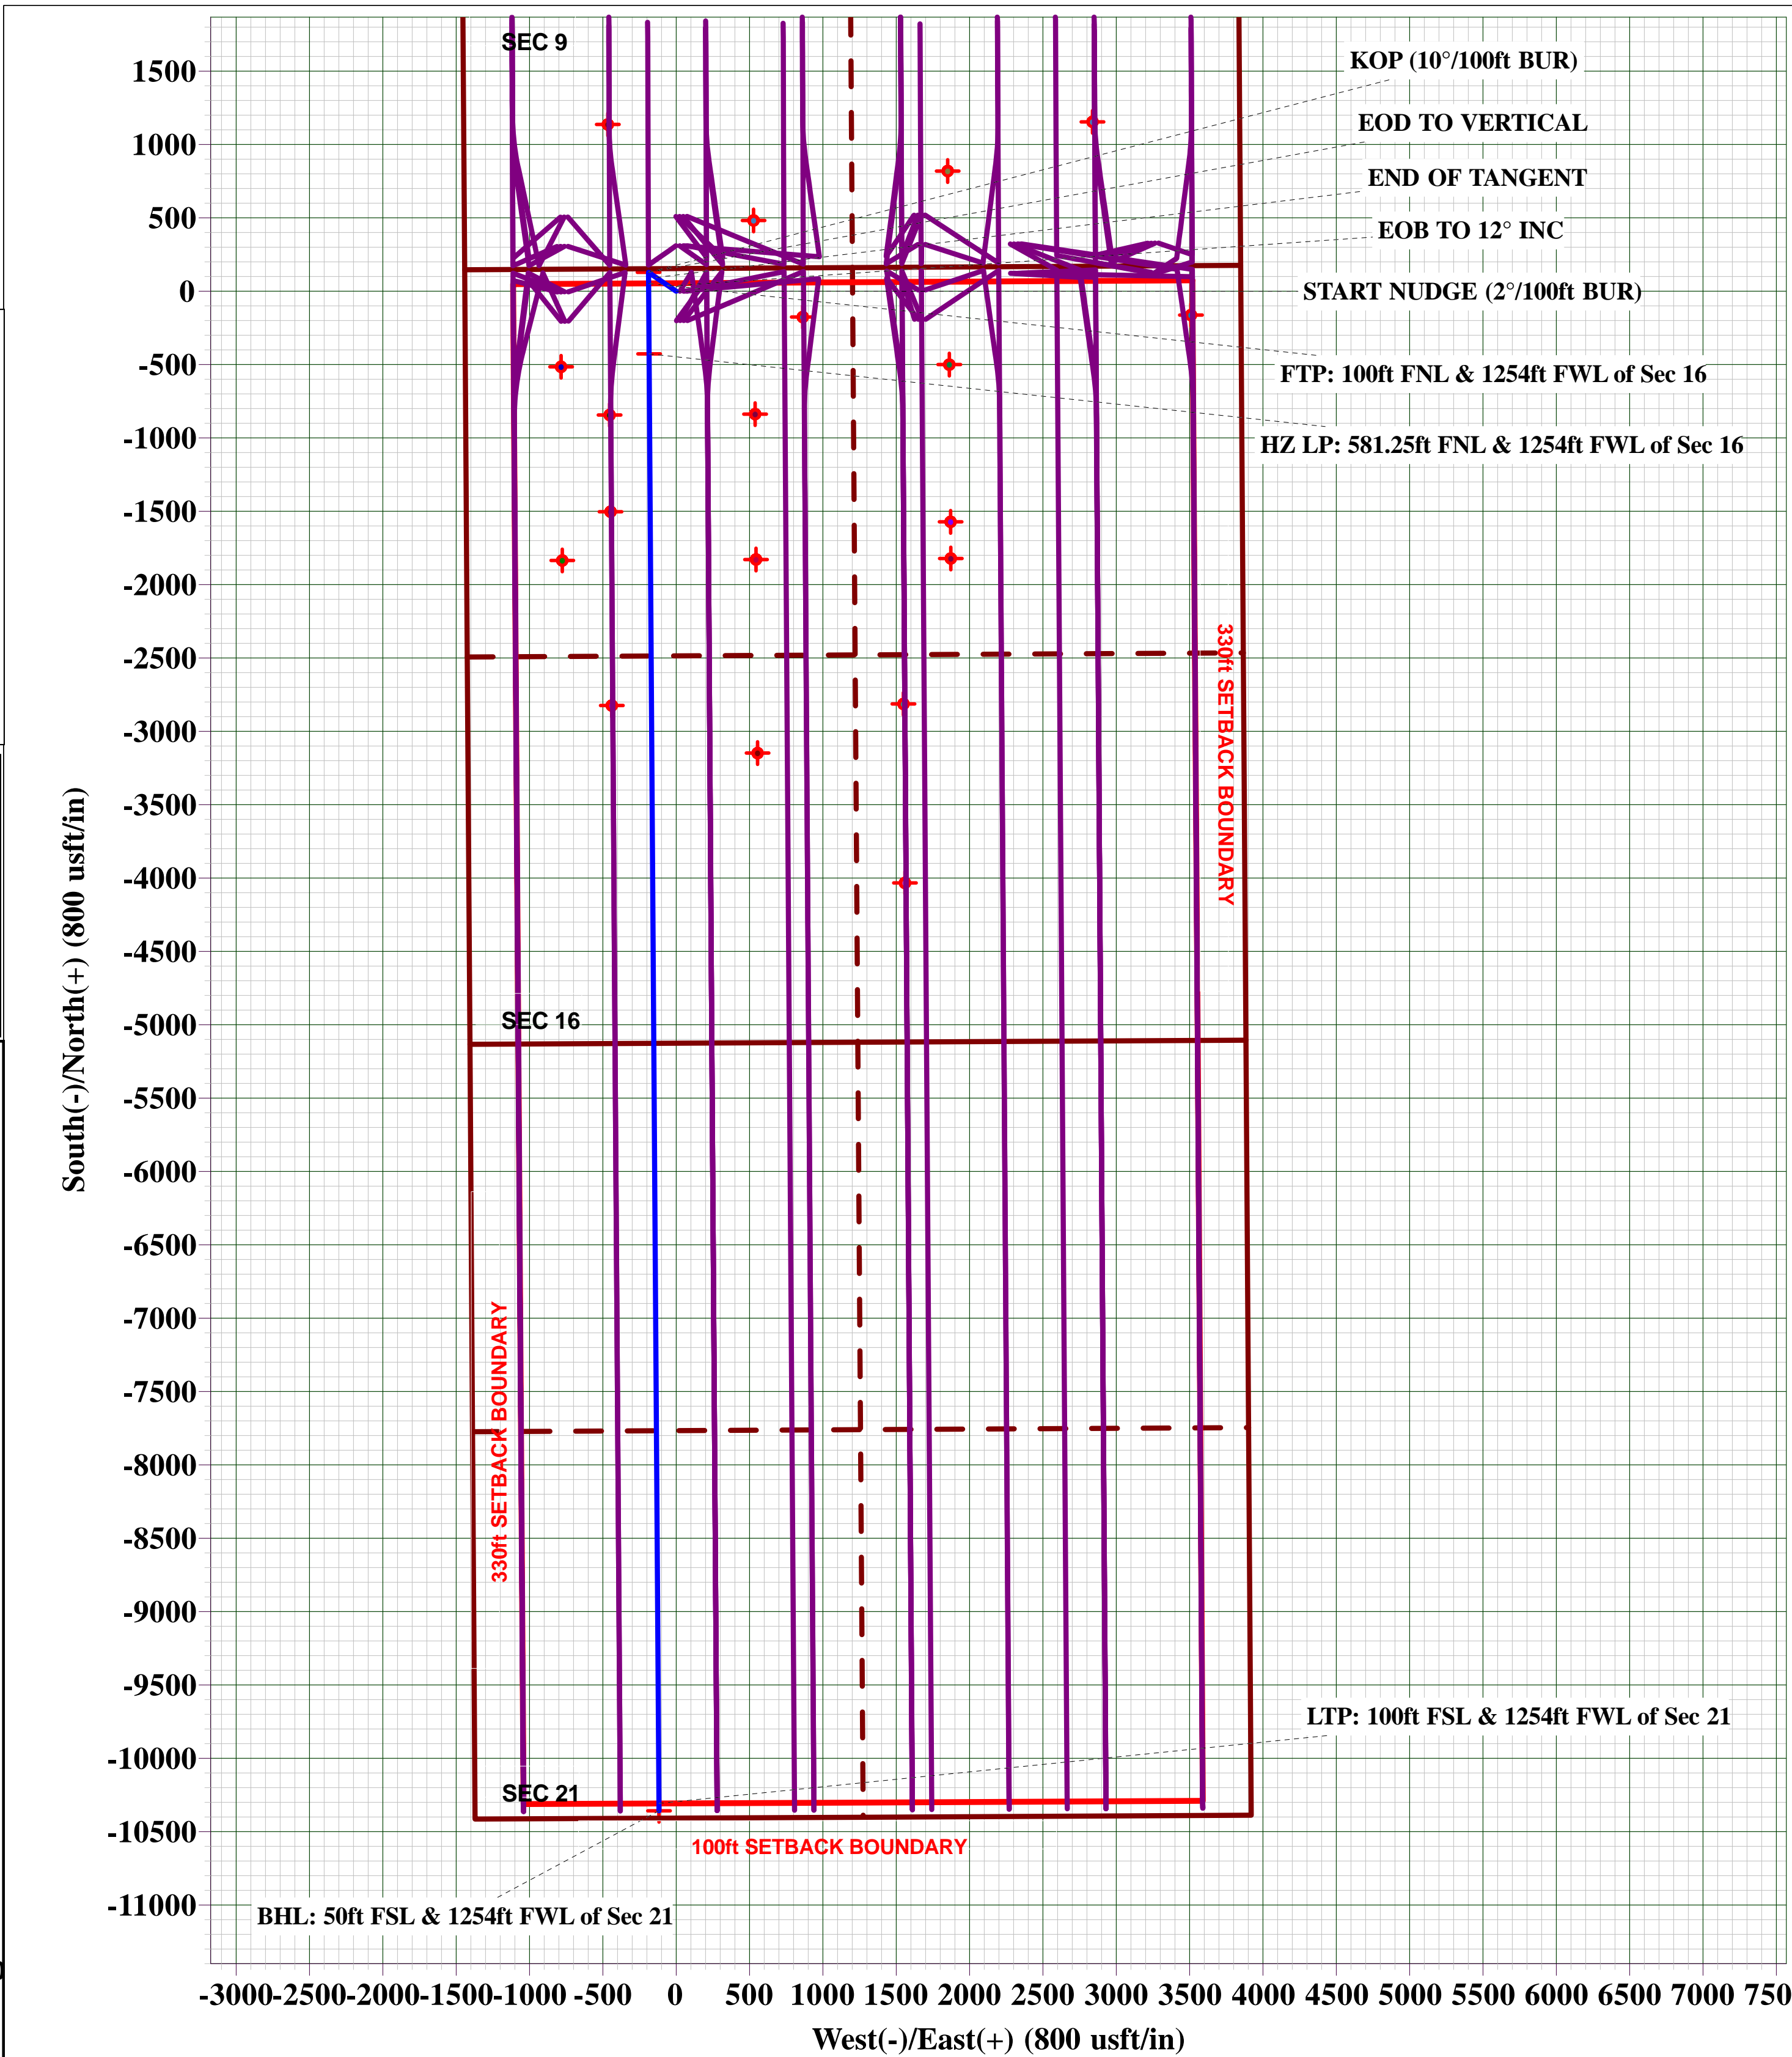 SEC 9
KOP (10°/100ft BUR)
EOD TO VERTICAL
END OF TANGENT
EOB TO 12° INC
START NUDGE (2°/100ft BUR)
FTP: 100ft FNL & 1254ft FWL of Sec 16
HZ LP: 581.25ft FNL & 1254ft FWL of Sec 16
330ft SETBACK BOUNDARY
SEC 16
330ft SETBACK BOUNDARY
LTP: 100ft FSL & 1254ft FWL of Sec 21
SEC 21
100ft SETBACK BOUNDARY
BHL: 50ft FSL & 1254ft FWL of Sec 21
South(-)/North(+) (800 usft/in)
1500
1000
500
0
-500
-1000
-1500
-2000
-2500
-3000
-3500
-4000
-4500
-5000
-5500
-6000
-6500
-7000
-7500
-8000
-8500
-9000
-9500
-10000
-10500
-11000
-3000 -2500 -2000 -1500 -1000 -500 0 500 1000 1500 2000 2500 3000 3500 4000 4500 5000 5500 6000 6500 7000 750
West(-)/East(+) (800 usft/in)